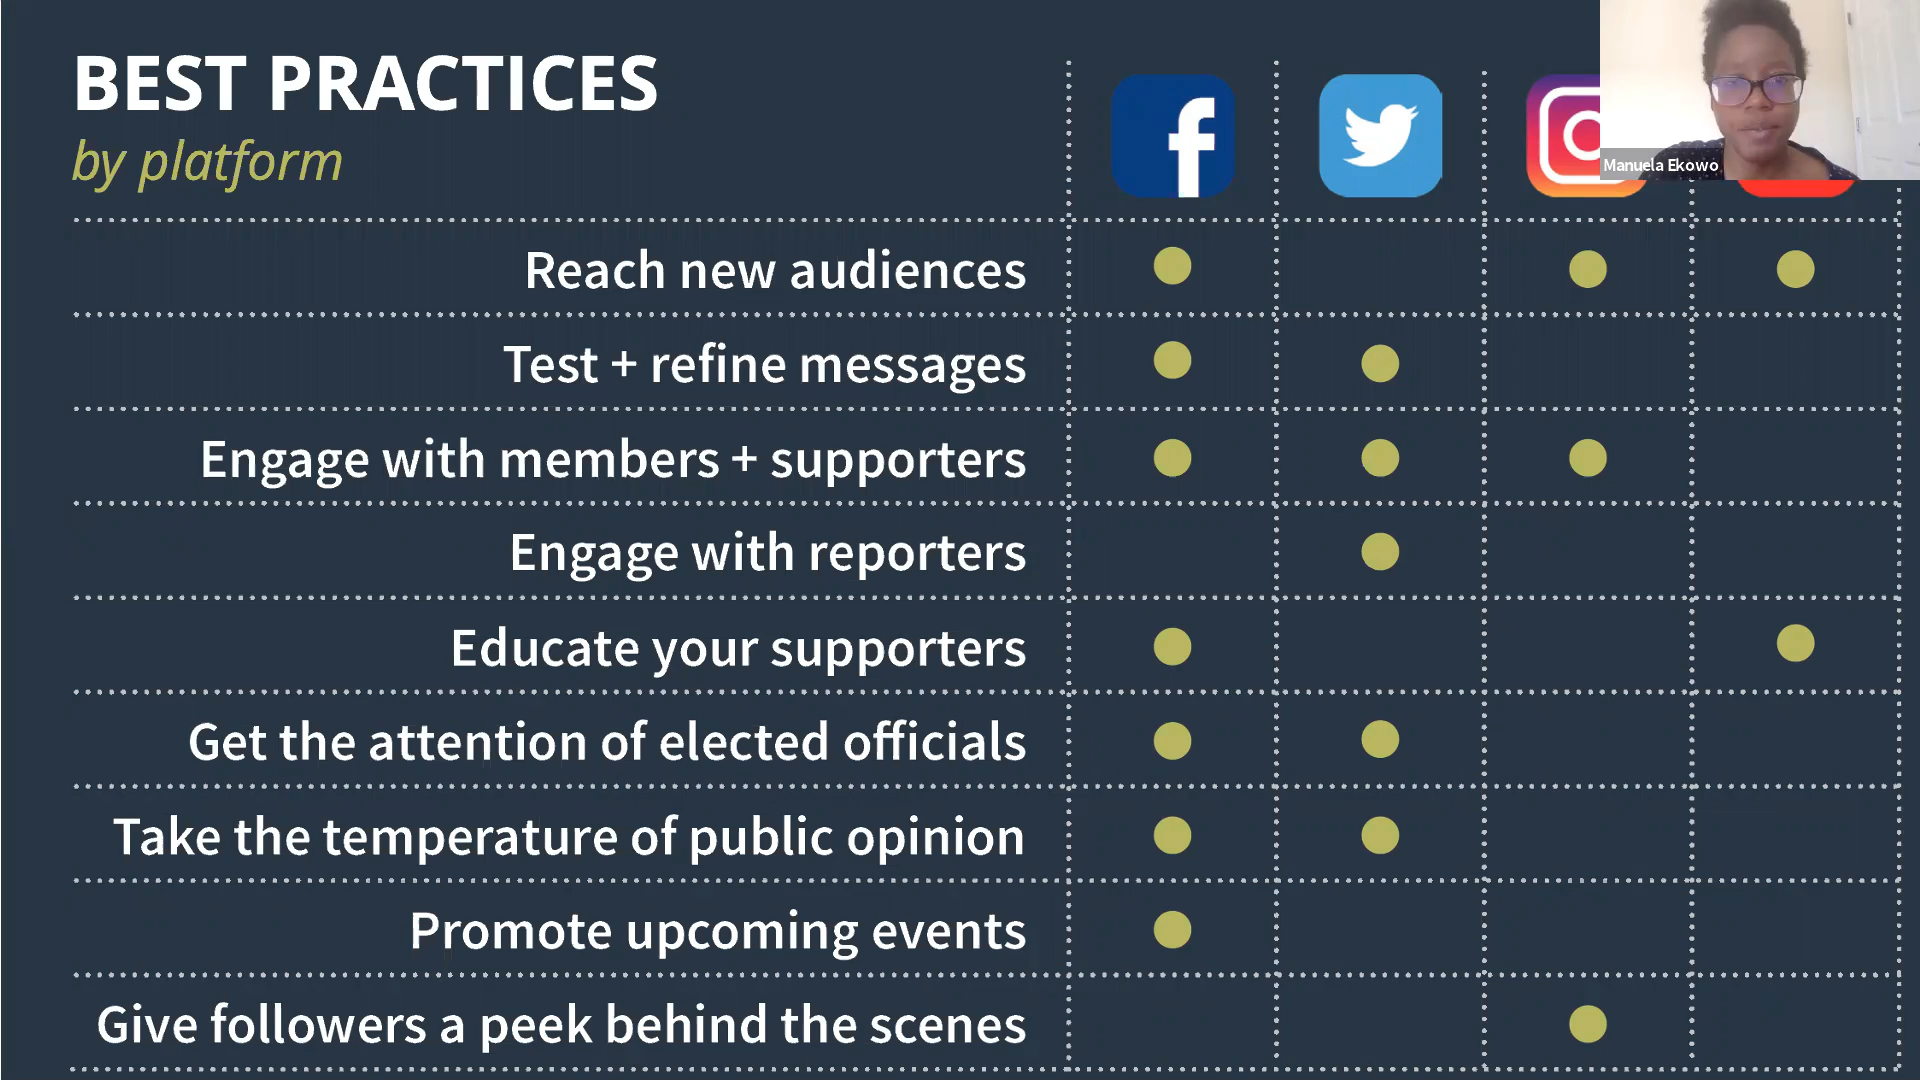 BEST PRACTICES
by platform
Manuela Ekowo
Reach new audiences
Test + refine messages
Engage with members + supporters
Engage with reporters
Educate your supporters
Get the attention of elected officials
Take the temperature of public opinion
Promote upcoming events
Give followers a peek behind the scenes